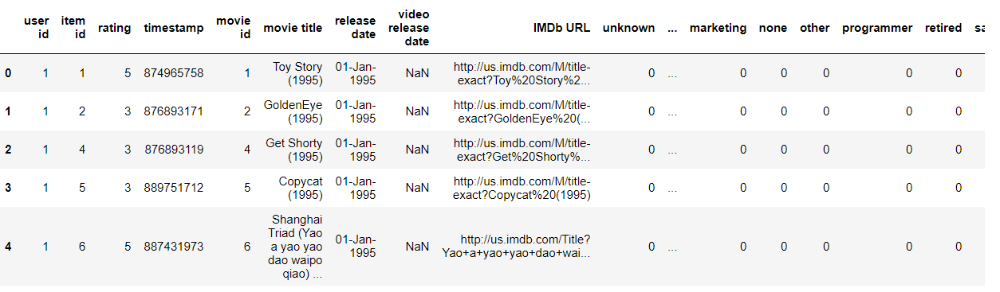 user id item id rating timestamp movie id movie title release date video release date IMDb URL unknown ... marketing none other programmer retired sa
0 1 1 5 874965758 1 Toy Story (1995) 01-Jan-1995 NaN http://us.imdb.com/M/title-exact?Toy%20Story%2... 0 ... 0 0 0 0 0
1 1 2 3 876893171 2 GoldenEye (1995) 01-Jan-1995 NaN http://us.imdb.com/M/title-exact?GoldenEye%20(... 0 ... 0 0 0 0 0
2 1 4 3 876893119 4 Get Shorty (1995) 01-Jan-1995 NaN http://us.imdb.com/M/title-exact?Get%20Shorty%... 0 ... 0 0 0 0 0
3 1 5 3 889751712 5 Copycat (1995) 01-Jan-1995 NaN http://us.imdb.com/M/title-exact?Copycat%20(1995) 0 ... 0 0 0 0 0
4 1 6 5 887431973 6 Shanghai Triad (Yao a yao yao dao waipo qiao) ... 01-Jan-1995 NaN http://us.imdb.com/Title?Yao+a+yao+yao+dao+wai... 0 ... 0 0 0 0 0